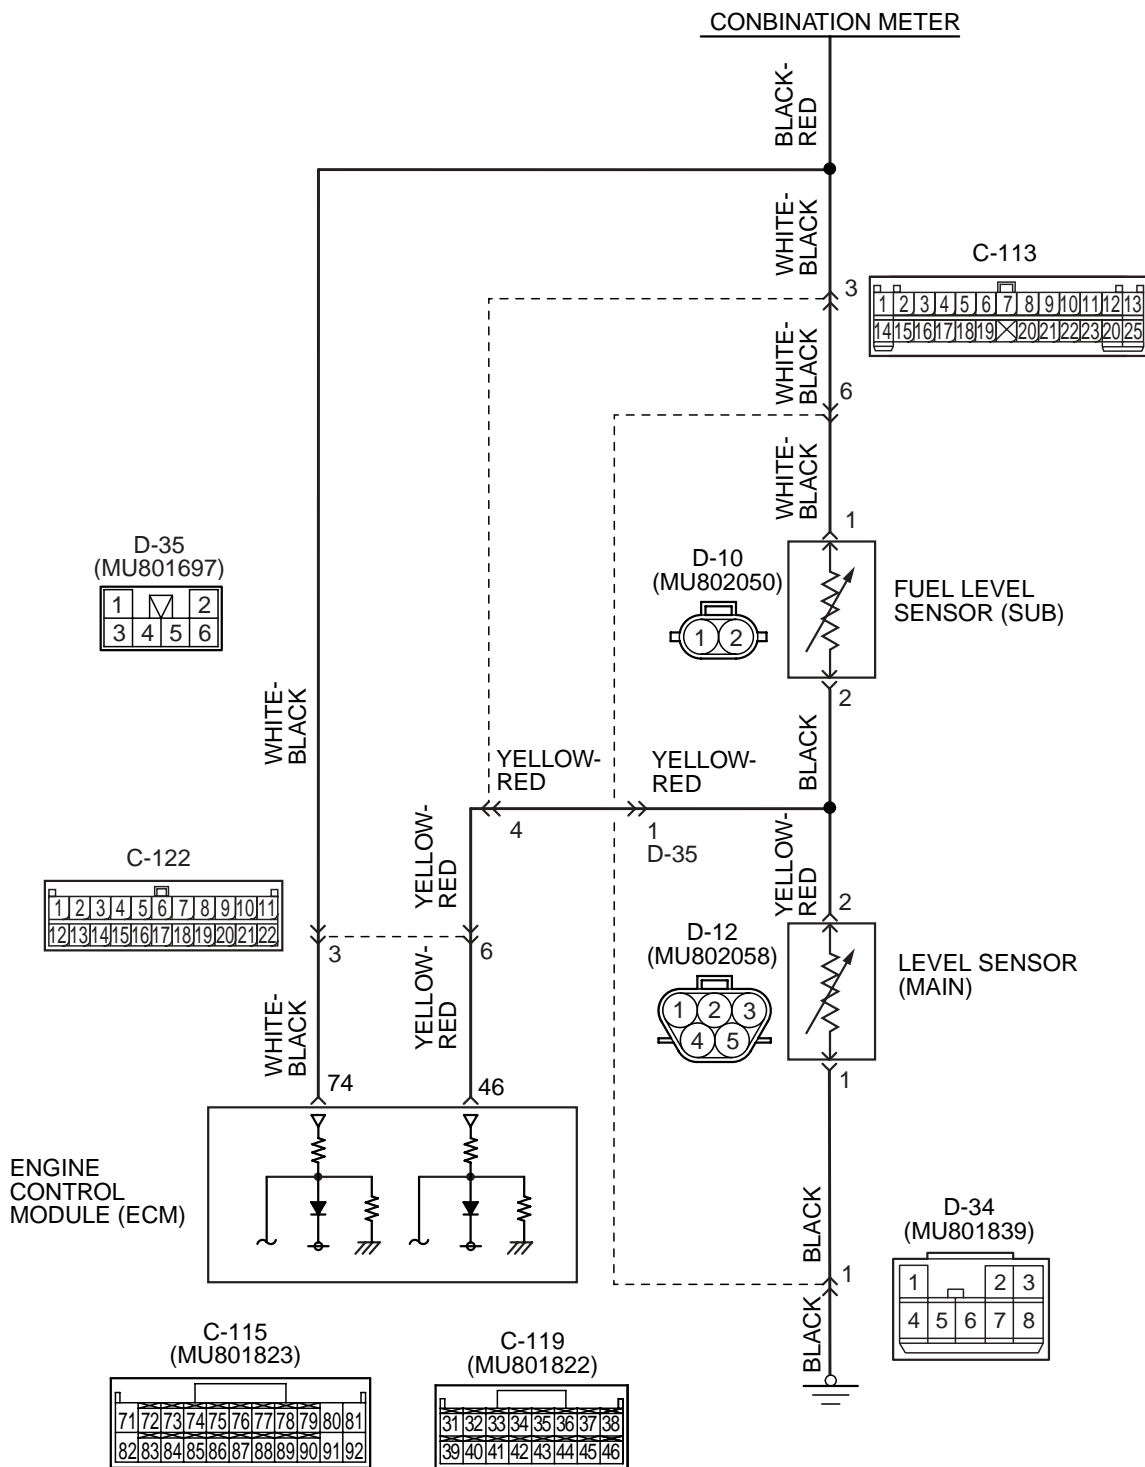 CONBINATION METER
BLACK-
RED
WHITE-
BLACK
C-113
3
1 2 3 4 5 6 7 8 9 10 11 12 13
14 15 16 17 18 19 20 21 22 23 20 25
WHITE-
BLACK
6
WHITE-
BLACK
1
D-35
(MU801697)
1 2
3 4 5 6
D-10
(MU802050)
1 2
FUEL LEVEL
SENSOR (SUB)
2
WHITE-
BLACK
BLACK
YELLOW-
RED
YELLOW-
RED
4
1
D-35
C-122
1 2 3 4 5 6 7 8 9 10 11
12 13 14 15 16 17 18 19 20 21 22
YELLOW-
RED
YELLOW-
RED
2
3
6
D-12
(MU802058)
1 2 3
4 5
LEVEL SENSOR
(MAIN)
WHITE-
BLACK
YELLOW-
RED
74
46
1
ENGINE
CONTROL
MODULE (ECM)
BLACK
D-34
(MU801839)
1 2 3
4 5 6 7 8
1
BLACK
C-115
(MU801823)
71 72 73 74 75 76 77 78 79 80 81
82 83 84 85 86 87 88 89 90 91 92
C-119
(MU801822)
31 32 33 34 35 36 37 38
39 40 41 42 43 44 45 46